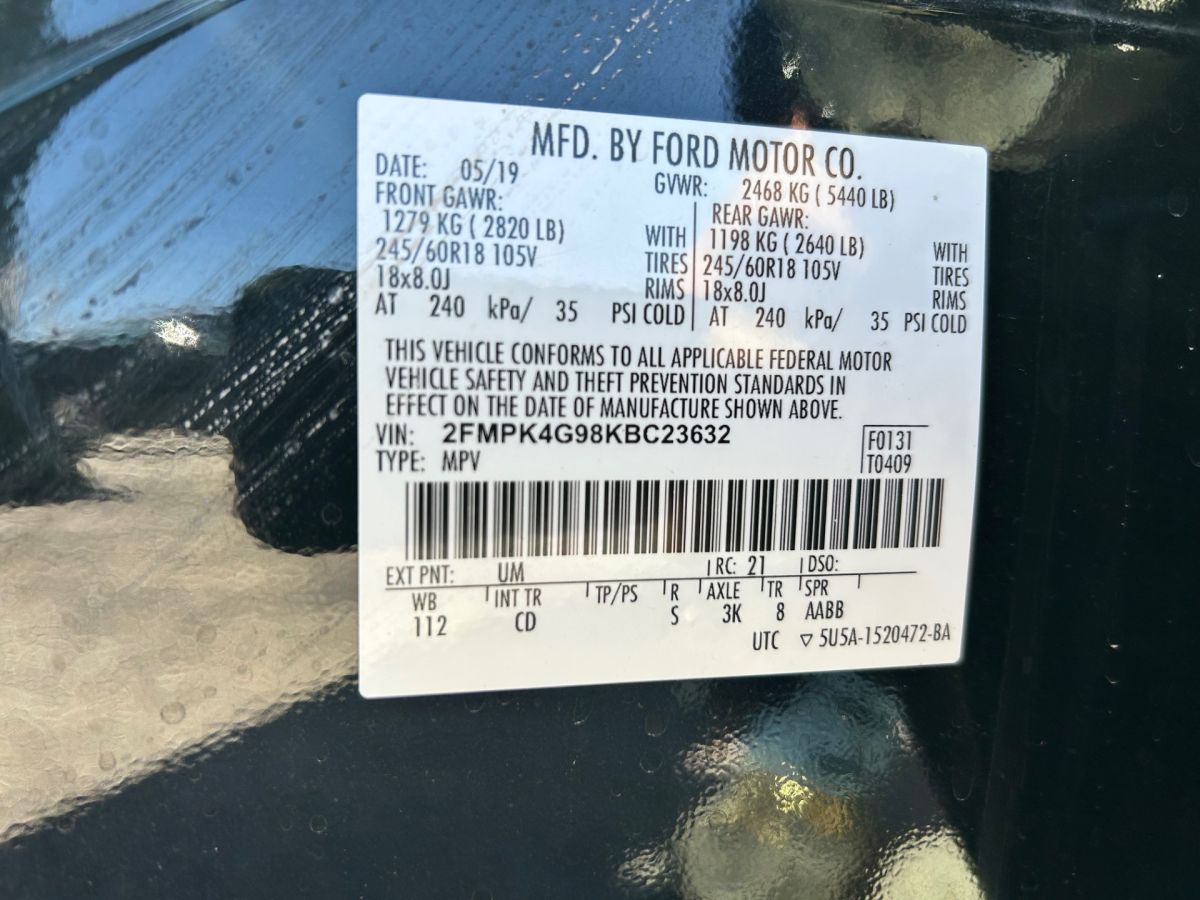 MFD. BY FORD MOTOR CO.
DATE: 05/19 GVWR: 2468 KG ( 5440 LB)
FRONT GAWR: REAR GAWR:
1279 KG ( 2820 LB) WITH 1198 KG ( 2640 LB) WITH
245/60R18 105V TIRES 245/60R18 105V TIRES
18x8.0J RIMS 18x8.0J RIMS
AT 240 kPa/ 35 PSI COLD AT 240 kPa/ 35 PSI COLD
THIS VEHICLE CONFORMS TO ALL APPLICABLE FEDERAL MOTOR
VEHICLE SAFETY AND THEFT PREVENTION STANDARDS IN
EFFECT ON THE DATE OF MANUFACTURE SHOWN ABOVE.
VIN: 2FMPK4G98KBC23632 F0131
TYPE: MPV T0409
EXT PNT: UM RC: 21 DSO:
WB INT TR TP/PS R AXLE TR SPR
112 CD S 3K 8 AABB
UTC ▽ 5U5A-1520472-BA